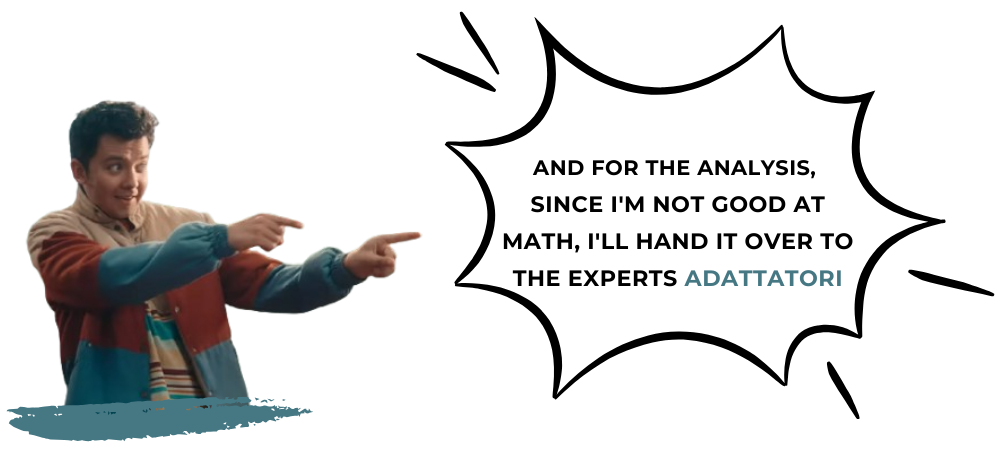 AND FOR THE ANALYSIS,
SINCE I'M NOT GOOD AT
MATH, I'LL HAND IT OVER TO
THE EXPERTS ADATTATORI